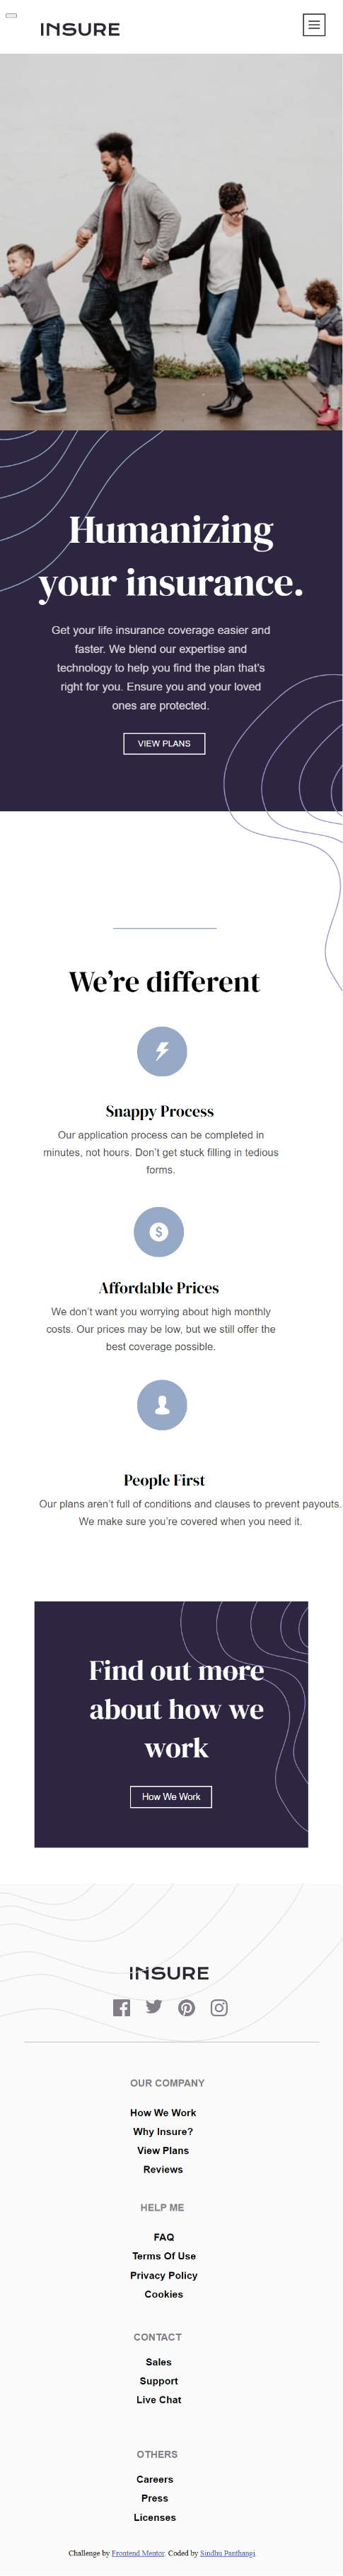 INSURE
Humanizing
your insurance.
Get your life insurance coverage easier and
faster. We blend our expertise and
technology to help you find the plan that's
right for you. Ensure you and your loved
ones are protected.
VIEW PLANS
We’re different
Snappy Process
Our application process can be completed in
minutes, not hours. Don’t get stuck filling in tedious
forms.
Affordable Prices
We don’t want you worrying about high monthly
costs. Our prices may be low, but we still offer the
best coverage possible.
People First
Our plans aren’t full of conditions and clauses to prevent payouts.
We make sure you’re covered when you need it.
Find out more
about how we
work
How We Work
INSURE
OUR COMPANY
How We Work
Why Insure?
View Plans
Reviews
HELP ME
FAQ
Terms Of Use
Privacy Policy
Cookies
CONTACT
Sales
Support
Live Chat
OTHERS
Careers
Press
Licenses
Challenge by Frontend Mentor. Coded by Sindhu Panthangi.